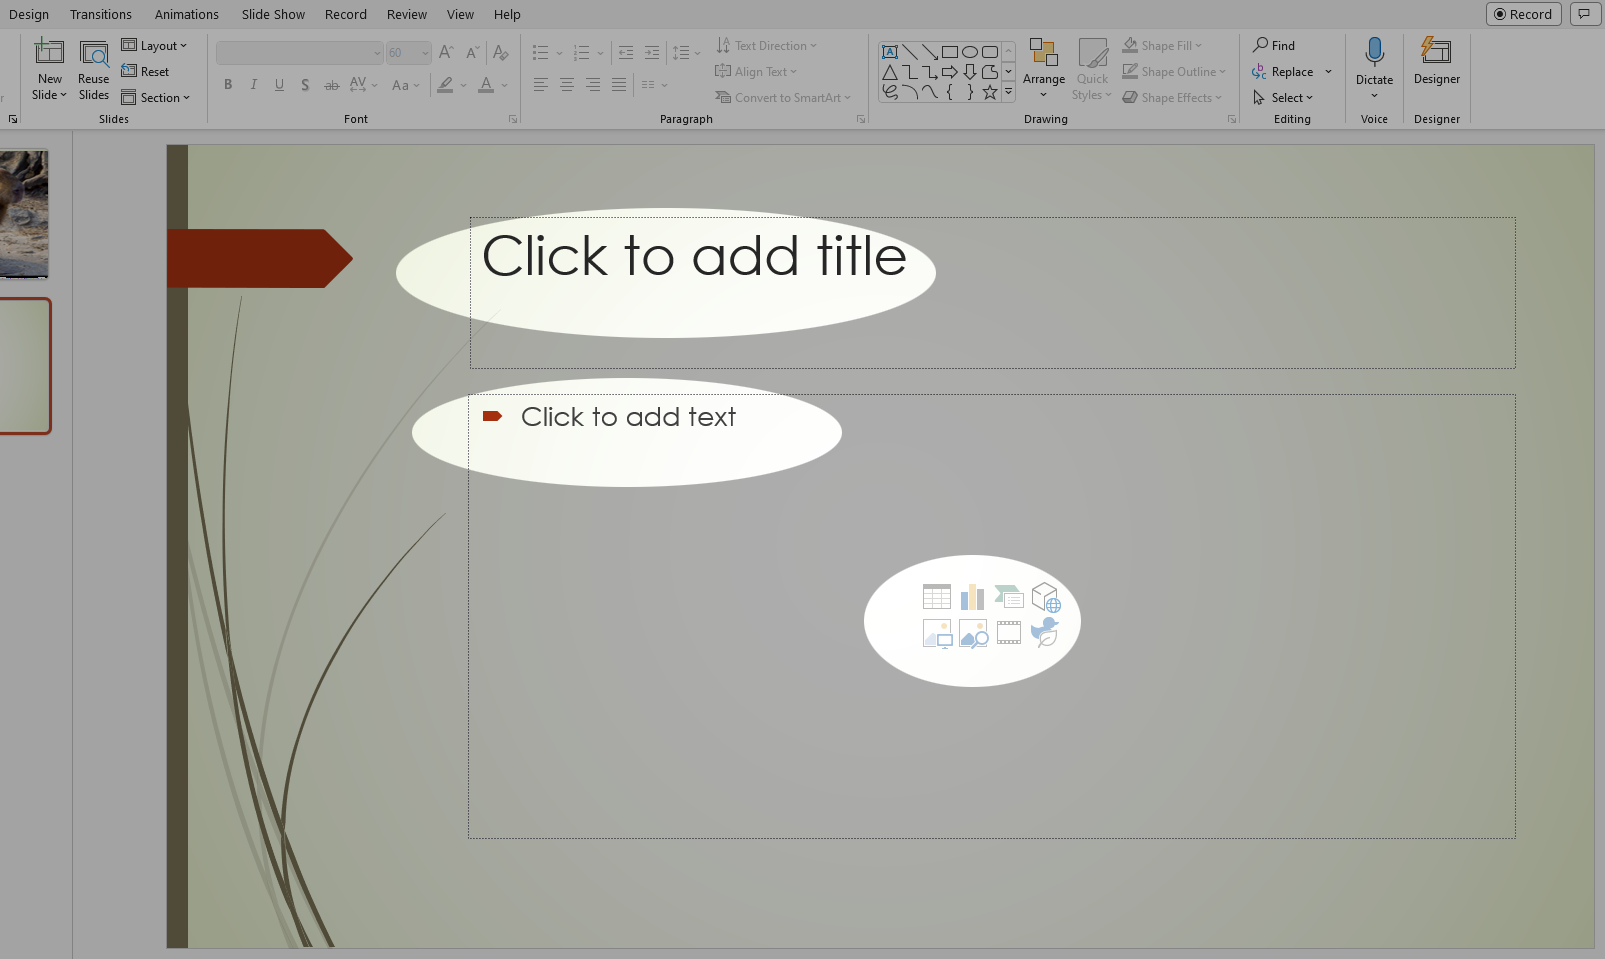 Design Transitions Animations Slide Show Record Review View Help Record
New Slide
Reuse Slides
Layout
Reset
Section
Slides
60
B I U S ab AV Aa A
Font
Text Direction
Align Text
Convert to SmartArt
Paragraph
Arrange
Quick Styles
Shape Fill
Shape Outline
Shape Effects
Drawing
Find
Replace
Select
Editing
Dictate
Voice
Designer
Designer
Click to add title
Click to add text